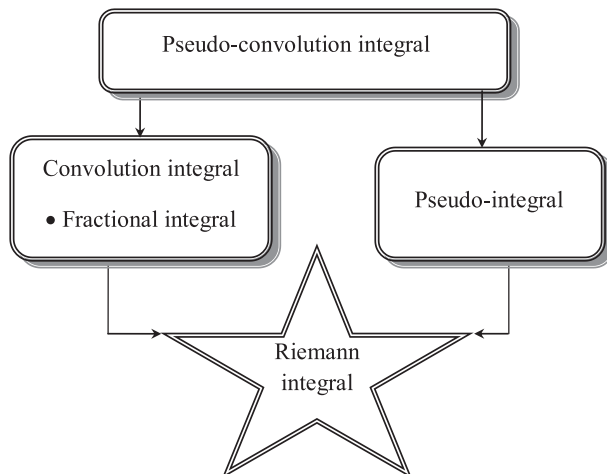 Pseudo-convolution integral
Convolution integral
• Fractional integral
Pseudo-integral
Riemann
integral